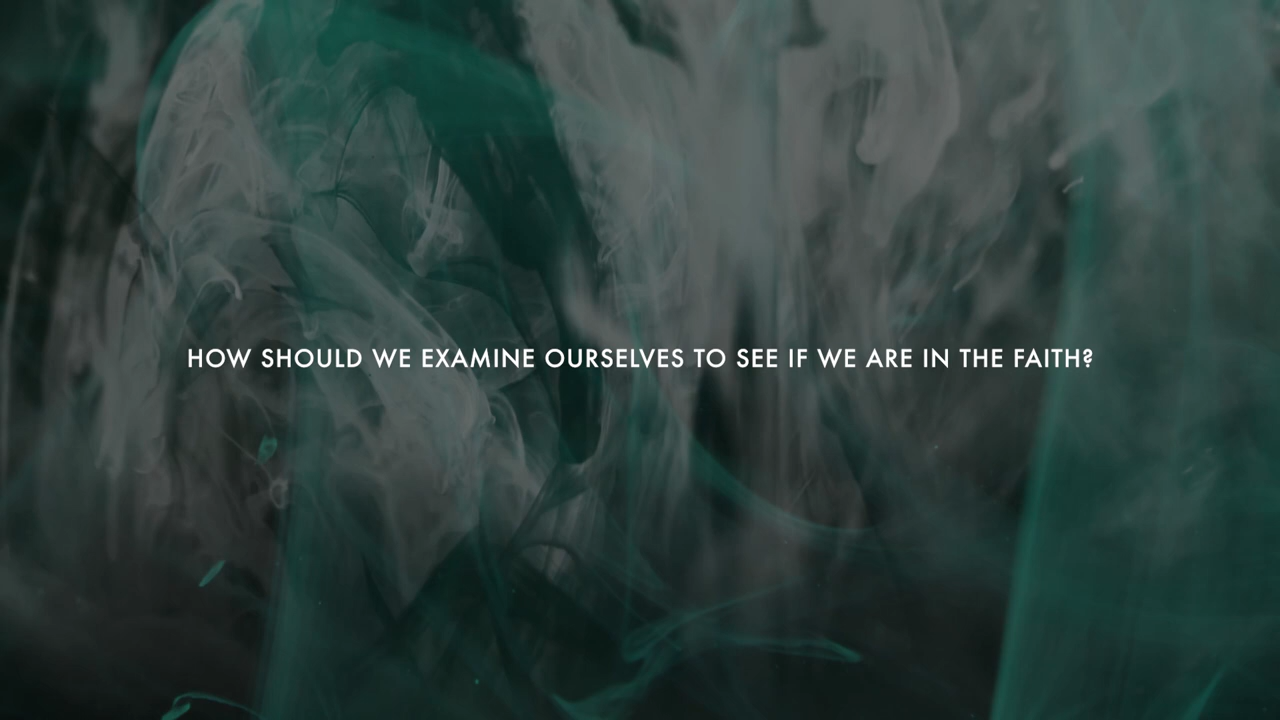 HOW SHOULD WE EXAMINE OURSELVES TO SEE IF WE ARE IN THE FAITH?